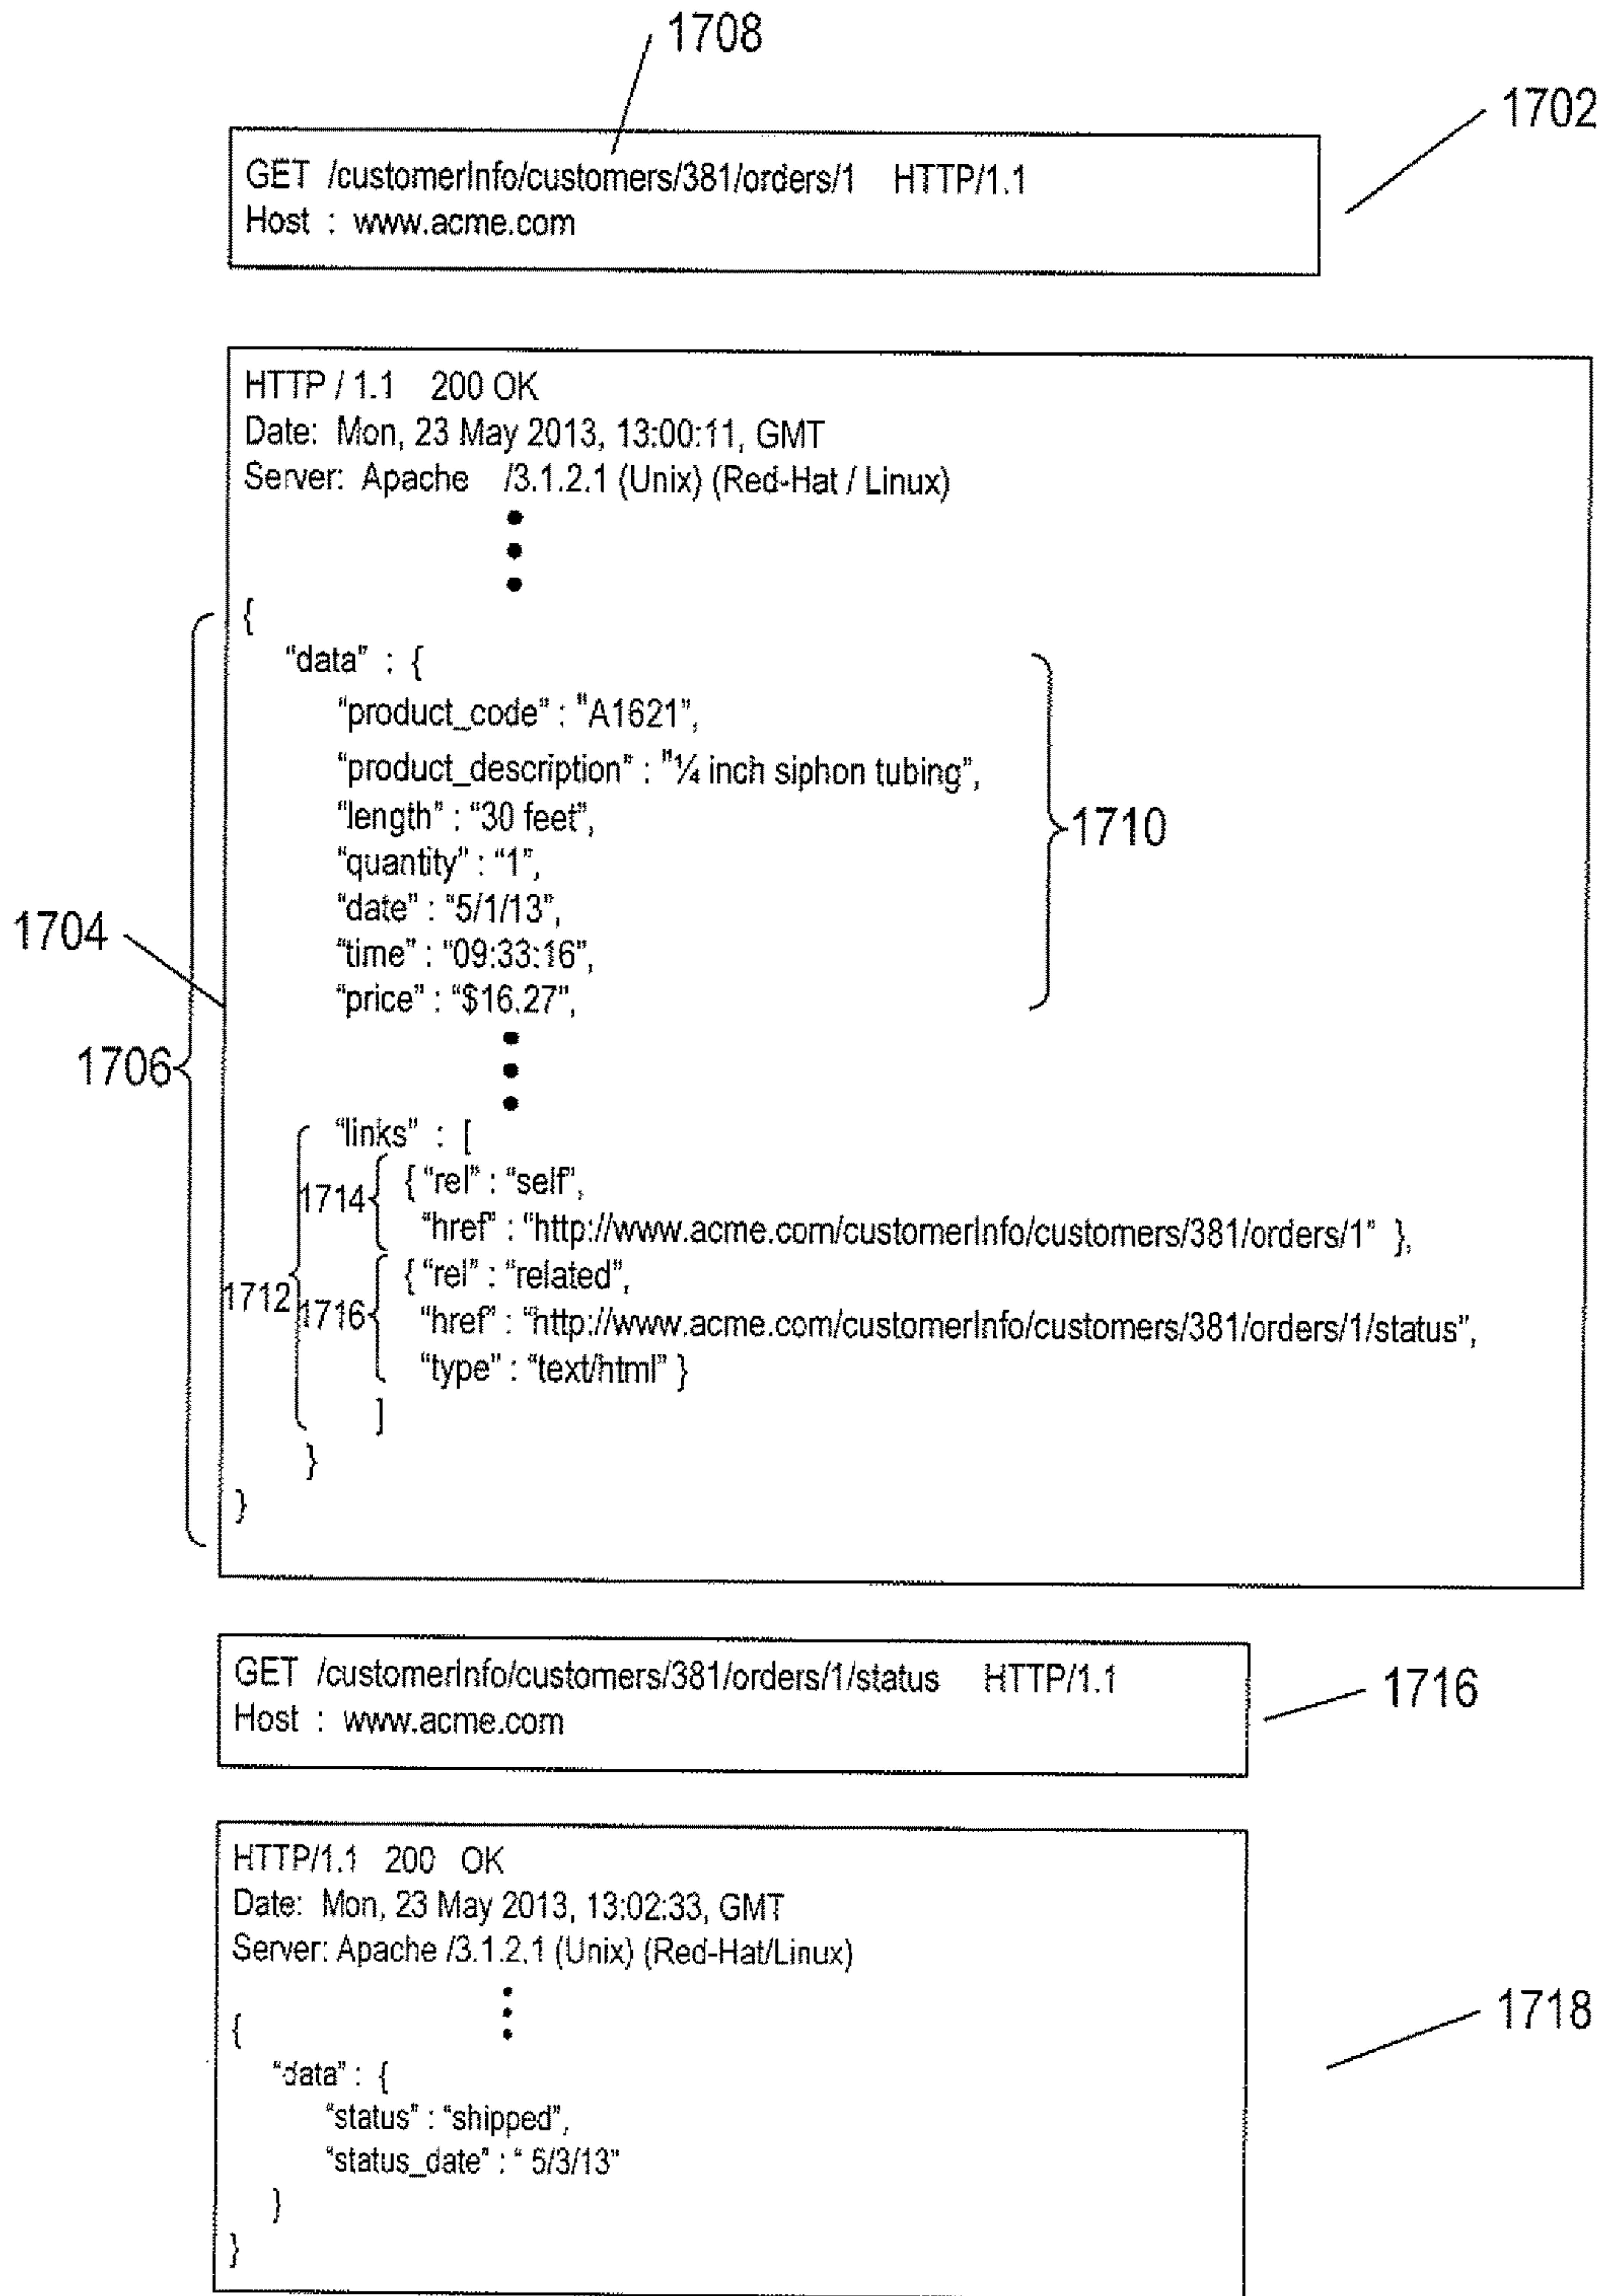 1708
1702
GET /customerInfo/customers/381/orders/1 HTTP/1.1
Host : www.acme.com
HTTP / 1.1 200 OK
Date: Mon, 23 May 2013, 13:00:11, GMT
Server: Apache /3.1.2.1 (Unix) (Red-Hat / Linux)
{
“data” : {
“product_code” : "A1621”,
“product_description” : "¼ inch siphon tubing”,
“length” : “30 feet”,
1710
“quantity” : “1”,
“date” : “5/1/13”,
1704
“time” : “09:33:16”,
“price” : “$16.27”,
1706
“links” : [
1714
{ “rel” : “self”,
“href” : “http://www.acme.com/customerInfo/customers/381/orders/1” },
1712
1716
{ “rel” : “related”,
“href” : “http://www.acme.com/customerInfo/customers/381/orders/1/status”,
“type” : “text/html” }
]
}
}
GET /customerInfo/customers/381/orders/1/status HTTP/1.1
1716
Host : www.acme.com
HTTP/1.1 200 OK
Date: Mon, 23 May 2013, 13:02:33, GMT
Server: Apache /3.1.2.1 (Unix) (Red-Hat/Linux)
1718
{
“data” : {
“status” : “shipped”,
“status_date” : “ 5/3/13”
}
}